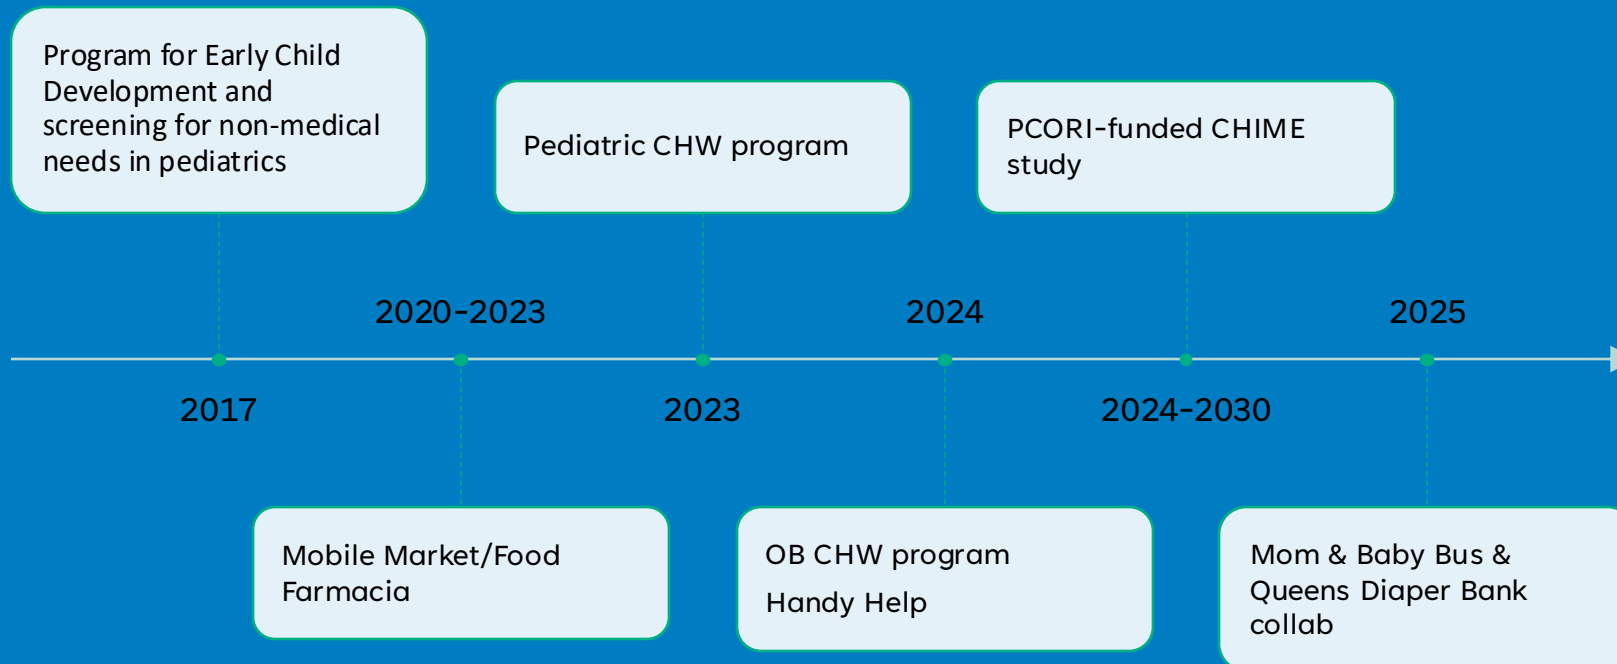 Program for Early Child
Development and
screening for non-medical
needs in pediatrics
Pediatric CHW program
PCORI-funded CHIME
study
2020-2023
2024
2025
2017
2023
2024-2030
Mobile Market/Food
Farmacia
OB CHW program
Handy Help
Mom & Baby Bus &
Queens Diaper Bank
collab